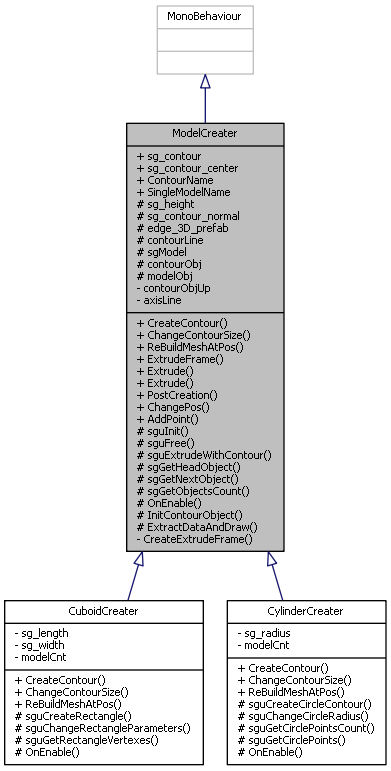 MonoBehaviour
ModelCreater
+ sg_contour
+ sg_contour_center
+ ContourName
+ SingleModelName
# sg_height
# sg_contour_normal
# edge_3D_prefab
# contourLine
# sgModel
# contourObj
# modelObj
- contourObjUp
- axisLine
+ CreateContour()
+ ChangeContourSize()
+ ReBuildMeshAtPos()
+ ExtrudeFrame()
+ Extrude()
+ Extrude()
+ PostCreation()
+ ChangePos()
+ AddPoint()
# sguInit()
# sguFree()
# sguExtrudeWithContour()
# sgGetHeadObject()
# sgGetNextObject()
# sgGetObjectsCount()
# OnEnable()
# InitContourObject()
# ExtractDataAndDraw()
- CreateExtrudeFrame()
CuboidCreater
- sg_length
- sg_width
- modelCnt
+ CreateContour()
+ ChangeContourSize()
+ ReBuildMeshAtPos()
# sguCreateRectangle()
# sguChangeRectangleParameters()
# sguGetRectangleVertexes()
# OnEnable()
CylinderCreater
- sg_radius
- modelCnt
+ CreateContour()
+ ChangeContourSize()
+ ReBuildMeshAtPos()
# sguCreateCircleContour()
# sguChangeCircleRadius()
# sguGetCirclePointsCount()
# sguGetCirclePoints()
# OnEnable()